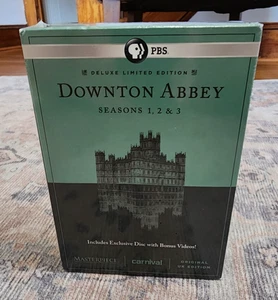 PBS.
DELUXE LIMITED EDITION
DOWNTON ABBEY
SEASONS 1, 2 & 3
Includes Exclusive Disc with Bonus Videos!
MASTERPIECE
carnival
ORIGINAL
UK EDITION